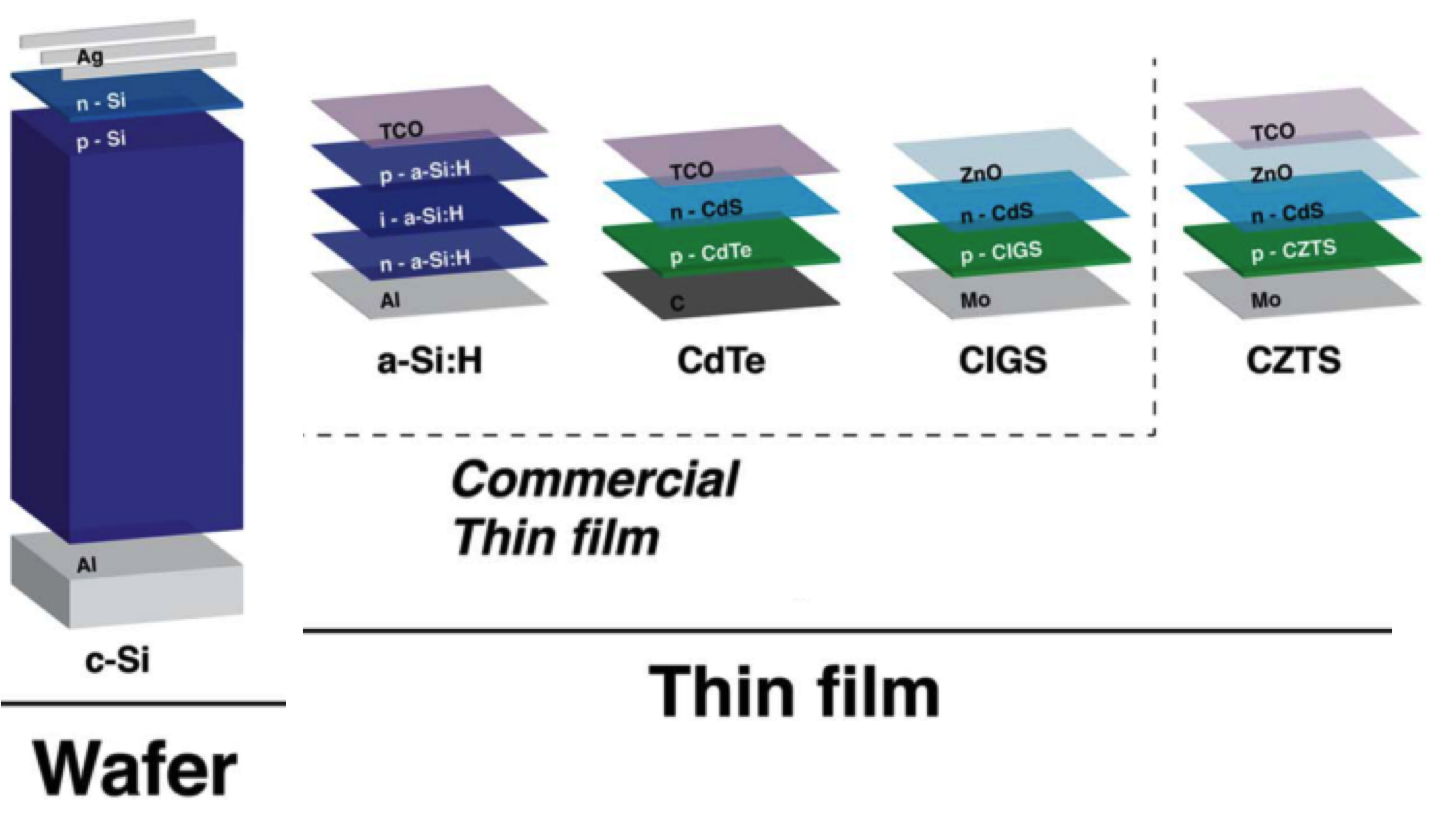 Ag
n - Si
p - Si
Al
c-Si
Wafer
TCO
p - a-Si:H
i - a-Si:H
n - a-Si:H
Al
a-Si:H
TCO
n - CdS
p - CdTe
C
CdTe
ZnO
n - CdS
p - CIGS
Mo
CIGS
TCO
ZnO
n - CdS
p - CZTS
Mo
CZTS
Commercial
Thin film
Thin film